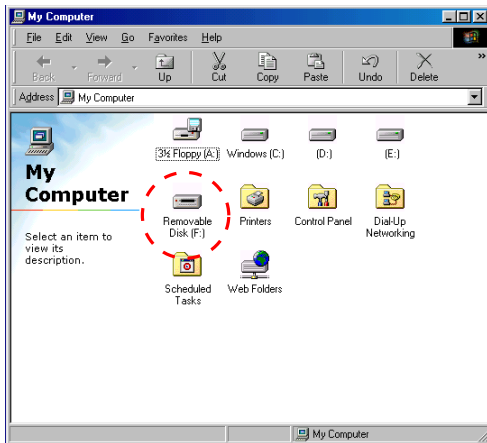 My Computer
File Edit View Go Favorites Help
Back Forward Up Cut Copy Paste Undo Delete »
Address My Computer
My
Computer
Select an item to
view its
description.
3½ Floppy (A:) Windows (C:) (D:) (E:)
Removable
Disk (F:)
Printers Control Panel Dial-Up
Networking
Scheduled
Tasks
Web Folders
My Computer